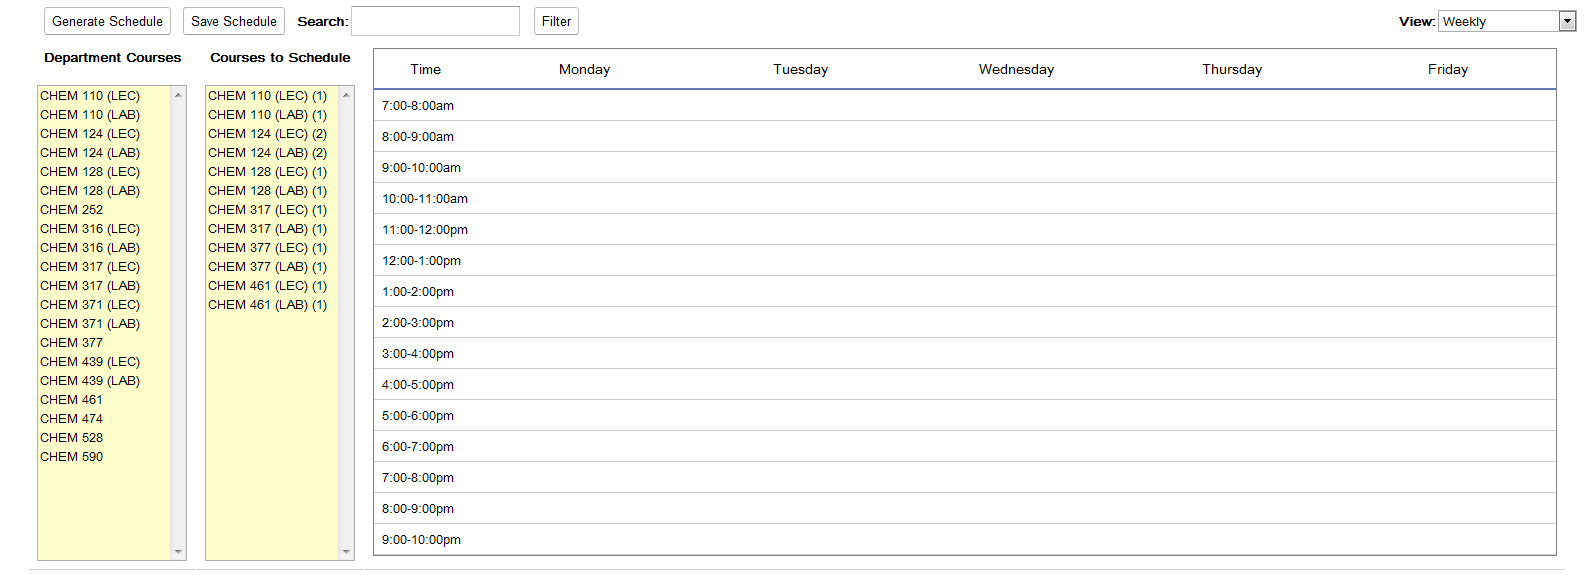 Generate Schedule Save Schedule Search: Filter View: Weekly
Department Courses
CHEM 110 (LEC)
CHEM 110 (LAB)
CHEM 124 (LEC)
CHEM 124 (LAB)
CHEM 128 (LEC)
CHEM 128 (LAB)
CHEM 252
CHEM 316 (LEC)
CHEM 316 (LAB)
CHEM 317 (LEC)
CHEM 317 (LAB)
CHEM 371 (LEC)
CHEM 371 (LAB)
CHEM 377
CHEM 439 (LEC)
CHEM 439 (LAB)
CHEM 461
CHEM 474
CHEM 528
CHEM 590
Courses to Schedule
CHEM 110 (LEC) (1)
CHEM 110 (LAB) (1)
CHEM 124 (LEC) (2)
CHEM 124 (LAB) (2)
CHEM 128 (LEC) (1)
CHEM 128 (LAB) (1)
CHEM 317 (LEC) (1)
CHEM 317 (LAB) (1)
CHEM 377 (LEC) (1)
CHEM 377 (LAB) (1)
CHEM 461 (LEC) (1)
CHEM 461 (LAB) (1)
Time Monday Tuesday Wednesday Thursday Friday
7:00-8:00am
8:00-9:00am
9:00-10:00am
10:00-11:00am
11:00-12:00pm
12:00-1:00pm
1:00-2:00pm
2:00-3:00pm
3:00-4:00pm
4:00-5:00pm
5:00-6:00pm
6:00-7:00pm
7:00-8:00pm
8:00-9:00pm
9:00-10:00pm